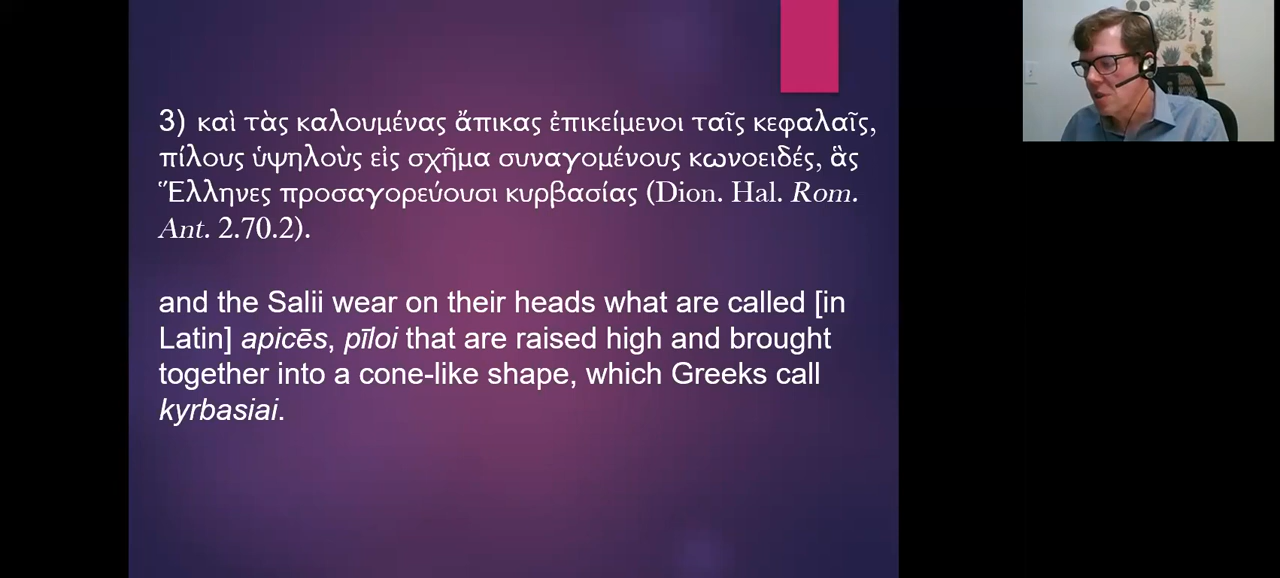 3) καὶ τὰς καλουμένας ἄπικας ἐπικείμενοι ταῖς κεφαλαῖς,
πίλους ὑψηλοὺς εἰς σχῆμα συναγομένους κωνοειδές, ἃς
Ἕλληνες προσαγορεύουσι κυρβασίας (Dion. Hal. Rom.
Ant. 2.70.2).
and the Salii wear on their heads what are called [in
Latin] apicēs, pīloi that are raised high and brought
together into a cone-like shape, which Greeks call
kyrbasiai.